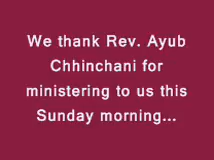 We thank Rev. Ayub
Chhinchani for
ministering to us this
Sunday morning...